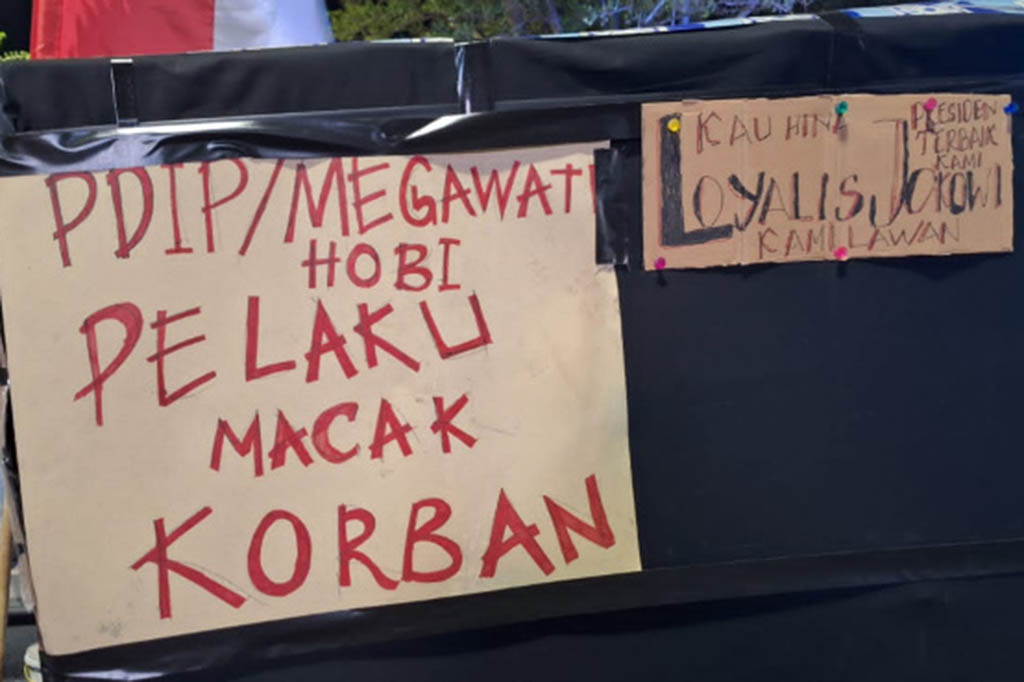 PDIP/MEGAWATI
HOBI
PELAKU
MACAK
KORBAN
KAU HINA PRESIDEN
TERBAIK
KAMI
LOYALIS JOKOWI
KAMI LAWAN